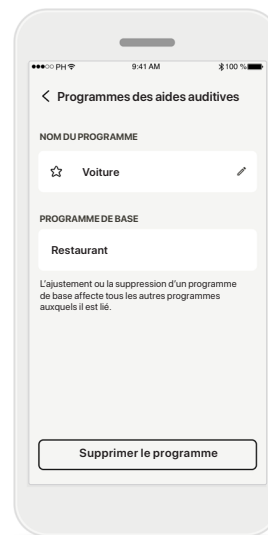 PH 9:41 AM 100 %
Programmes des aides auditives
NOM DU PROGRAMME
Voiture
PROGRAMME DE BASE
Restaurant
L'ajustement ou la suppression d'un programme
de base affecte tous les autres programmes
auxquels il est lié.
Supprimer le programme